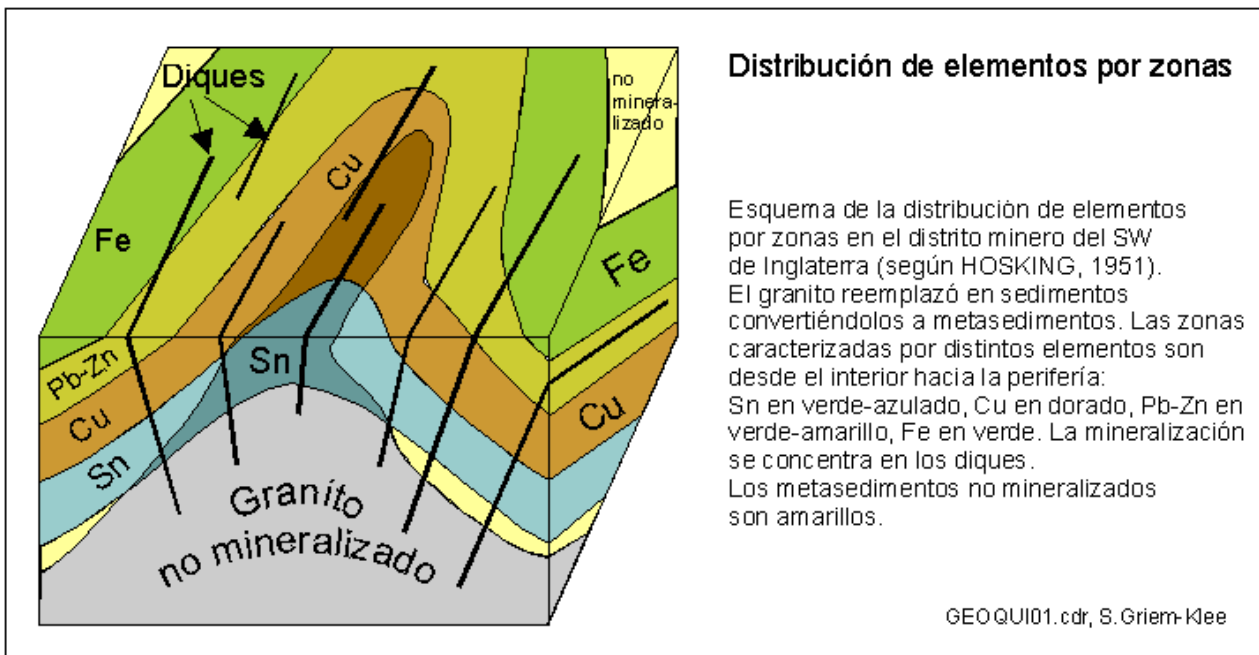 Diques
no
minera-
lizado
Cu
Fe
Fe
Pb-Zn
Cu
Sn
Sn
Cu
Granito
no mineralizado
Distribución de elementos por zonas
Esquema de la distribución de elementos
por zonas en el distrito minero del SW
de Inglaterra (según HOSKING, 1951).
El granito reemplazó en sedimentos
convertiéndolos a metasedimentos. Las zonas
caracterizadas por distintos elementos son
desde el interior hacia la perifería:
Sn en verde-azulado, Cu en dorado, Pb-Zn en
verde-amarillo, Fe en verde. La mineralización
se concentra en los diques.
Los metasedimentos no mineralizados
son amarillos.
GEOQUI01.cdr, S.Griem-Klee